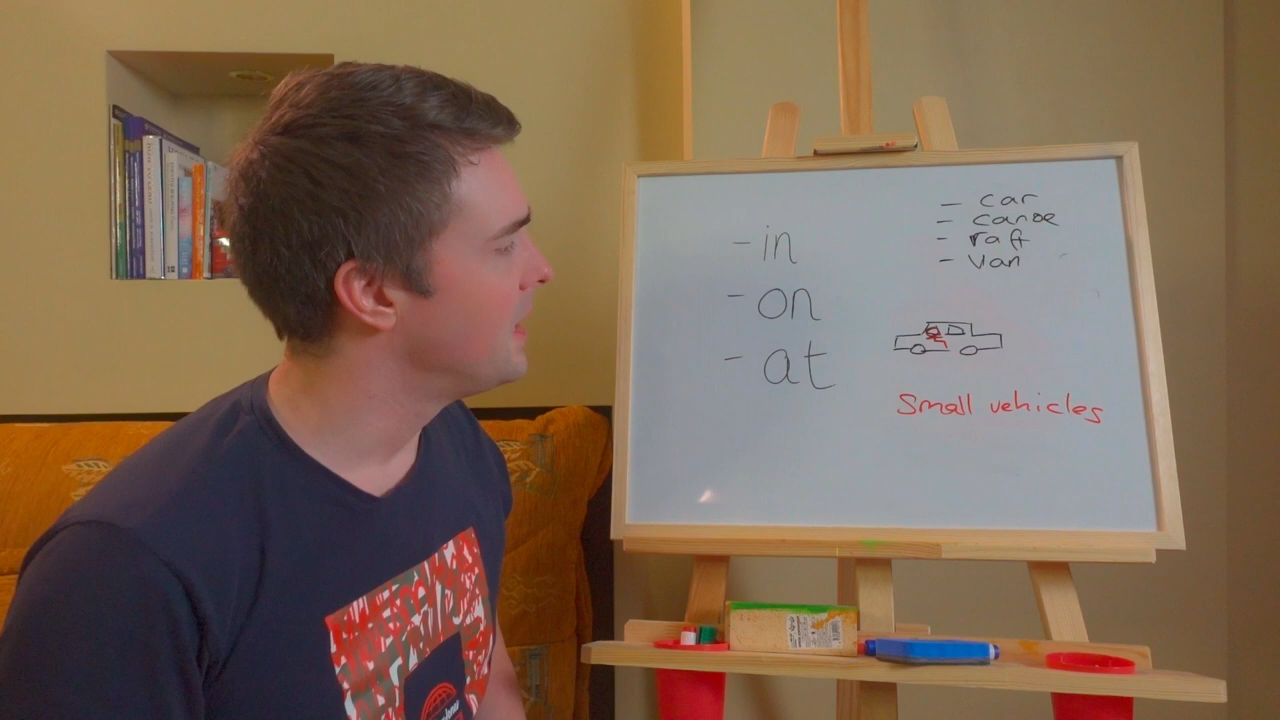 - in
- on
- at
- car
- canoe
- raft
- van
Small vehicles